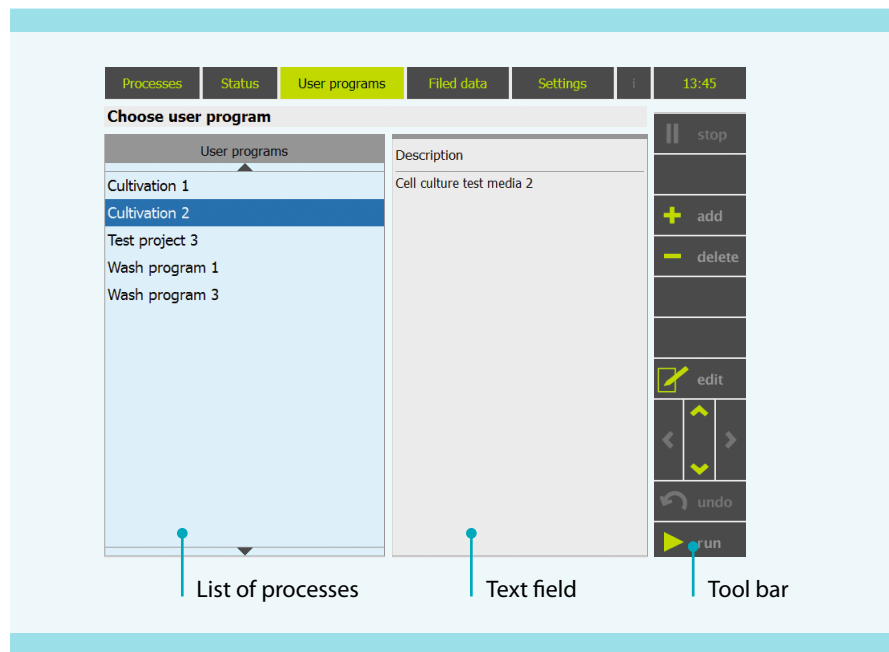 Processes Status User programs Filed data Settings i 13:45
Choose user program
stop
User programs
Description
Cultivation 1
Cell culture test media 2
Cultivation 2
add
Test project 3
delete
Wash program 1
Wash program 3
edit
undo
run
List of processes Text field Tool bar